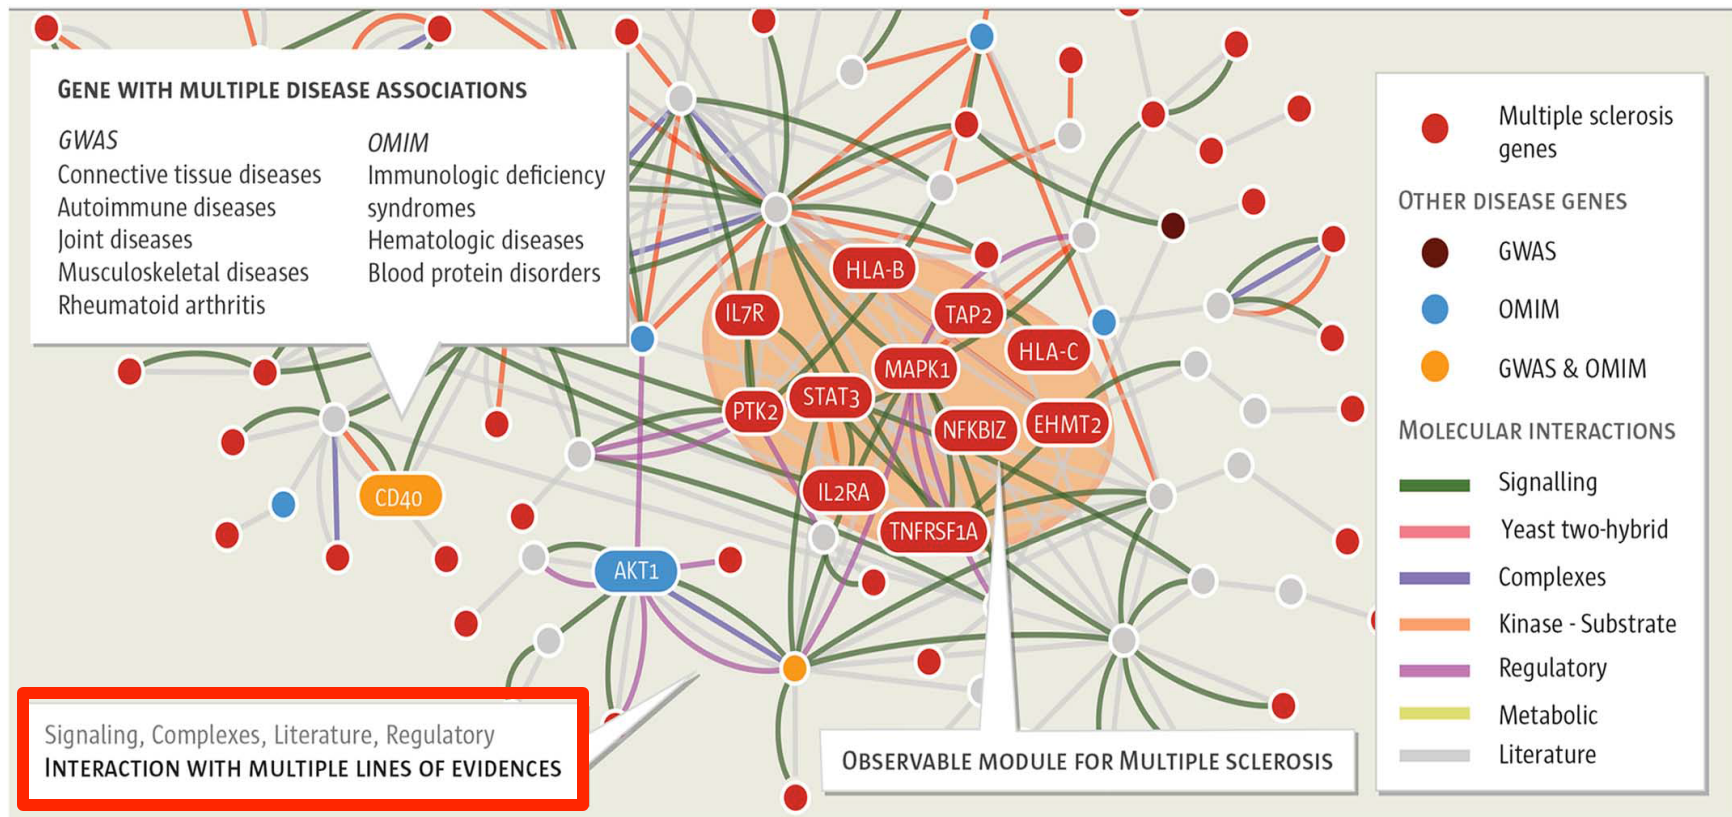 GENE WITH MULTIPLE DISEASE ASSOCIATIONS
GWAS
Connective tissue diseases
Autoimmune diseases
Joint diseases
Musculoskeletal diseases
Rheumatoid arthritis
OMIM
Immunologic deficiency
syndromes
Hematologic diseases
Blood protein disorders
HLA-B
IL7R
TAP2
HLA-C
MAPK1
STAT3
PTK2
NFKBIZ
EHMT2
IL2RA
TNFRSF1A
CD40
AKT1
Signaling, Complexes, Literature, Regulatory
INTERACTION WITH MULTIPLE LINES OF EVIDENCES
OBSERVABLE MODULE FOR MULTIPLE SCLEROSIS
Multiple sclerosis
genes
OTHER DISEASE GENES
GWAS
OMIM
GWAS & OMIM
MOLECULAR INTERACTIONS
Signalling
Yeast two-hybrid
Complexes
Kinase - Substrate
Regulatory
Metabolic
Literature